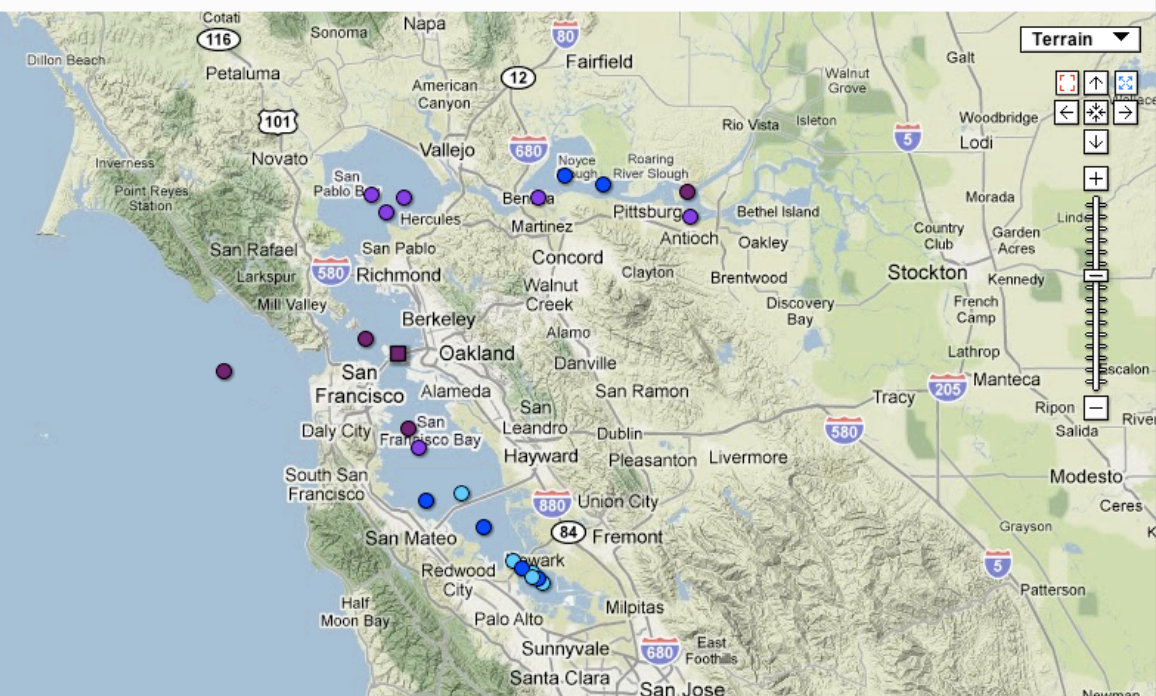 Cotati
Napa
Sonoma
116
80
Terrain
Dillon Beach
Petaluma
12
Fairfield
Galt
American
Canyon
Walnut
Grove
101
Rio Vista
Isleton
Woodbridge
5
Lodi
Novato
Vallejo
680
Inverness
Noyce
Roaring
River Slough
San
Point Reyes
Station
Hercules
Martinez
Pittsburg
Bethel Island
Morada
Antioch
Oakley
Country
Club
Garden
Acres
San Rafael
San Pablo
Concord
Larkspur
580
Richmond
Clayton
Brentwood
Stockton
Kennedy
Walnut
Creek
Mill Valley
Discovery
Bay
French
Camp
Berkeley
Alamo
Oakland
Danville
Lathrop
San
Francisco
Alameda
San Ramon
205
Manteca
Escalon
Tracy
San
Leandro
Ripon
Salida
Daly City
San
Francisco Bay
Dublin
580
Hayward
Pleasanton
Livermore
South San
Francisco
Modesto
880
Union City
Ceres
84
Fremont
Grayson
San Mateo
Newark
5
Redwood
City
Patterson
Half
Moon Bay
Palo Alto
Milpitas
Sunnyvale
680
East
Foothills
Santa Clara
San Jose
Newman